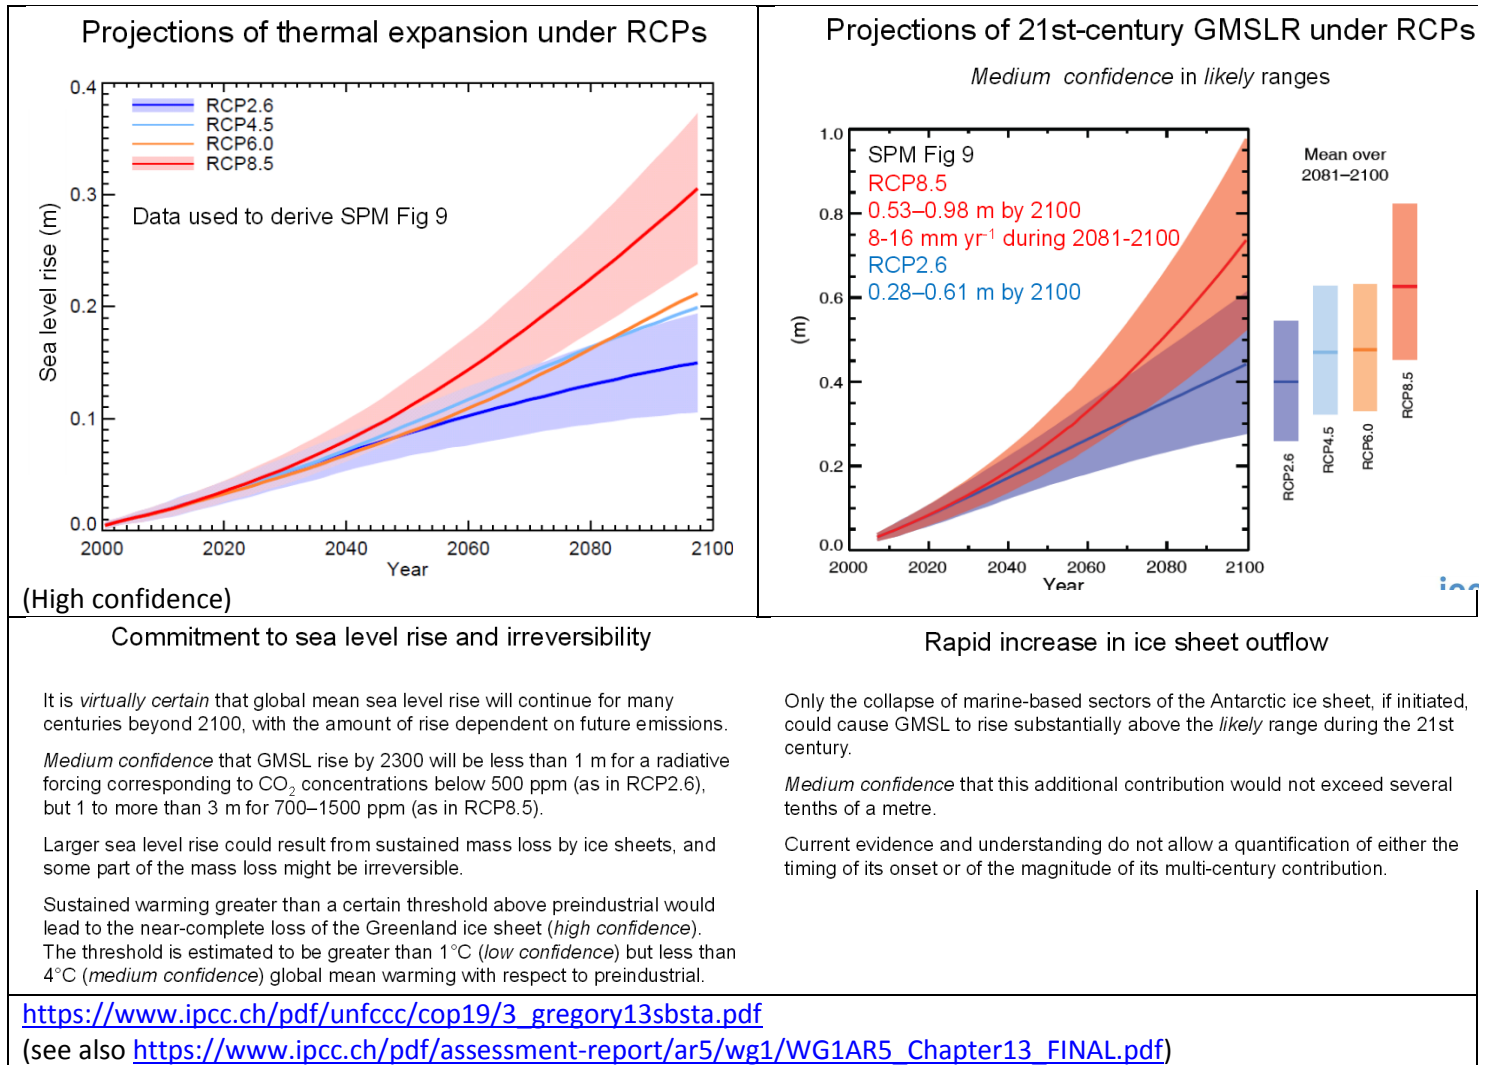 Projections of thermal expansion under RCPs
0.4
RCP2.6
RCP4.5
RCP6.0
RCP8.5
0.3
Data used to derive SPM Fig 9
Sea level rise (m)
0.2
0.1
0.0
2000 2020 2040 2060 2080 2100
Year
(High confidence)
Projections of 21st-century GMSLR under RCPs
Medium confidence in likely ranges
1.0
SPM Fig 9
RCP8.5
0.53–0.98 m by 2100
8-16 mm yr-1 during 2081-2100
RCP2.6
0.28–0.61 m by 2100
0.8
0.6
(m)
0.4
0.2
0.0
2000 2020 2040 2060 2080 2100
Year
Mean over
2081–2100
RCP2.6
RCP4.5
RCP6.0
RCP8.5
Commitment to sea level rise and irreversibility
It is virtually certain that global mean sea level rise will continue for many
centuries beyond 2100, with the amount of rise dependent on future emissions.
Medium confidence that GMSL rise by 2300 will be less than 1 m for a radiative
forcing corresponding to CO2 concentrations below 500 ppm (as in RCP2.6),
but 1 to more than 3 m for 700–1500 ppm (as in RCP8.5).
Larger sea level rise could result from sustained mass loss by ice sheets, and
some part of the mass loss might be irreversible.
Sustained warming greater than a certain threshold above preindustrial would
lead to the near-complete loss of the Greenland ice sheet (high confidence).
The threshold is estimated to be greater than 1°C (low confidence) but less than
4°C (medium confidence) global mean warming with respect to preindustrial.
Rapid increase in ice sheet outflow
Only the collapse of marine-based sectors of the Antarctic ice sheet, if initiated,
could cause GMSL to rise substantially above the likely range during the 21st
century.
Medium confidence that this additional contribution would not exceed several
tenths of a metre.
Current evidence and understanding do not allow a quantification of either the
timing of its onset or of the magnitude of its multi-century contribution.
https://www.ipcc.ch/pdf/unfccc/cop19/3_gregory13sbsta.pdf
(see also https://www.ipcc.ch/pdf/assessment-report/ar5/wg1/WG1AR5_Chapter13_FINAL.pdf)